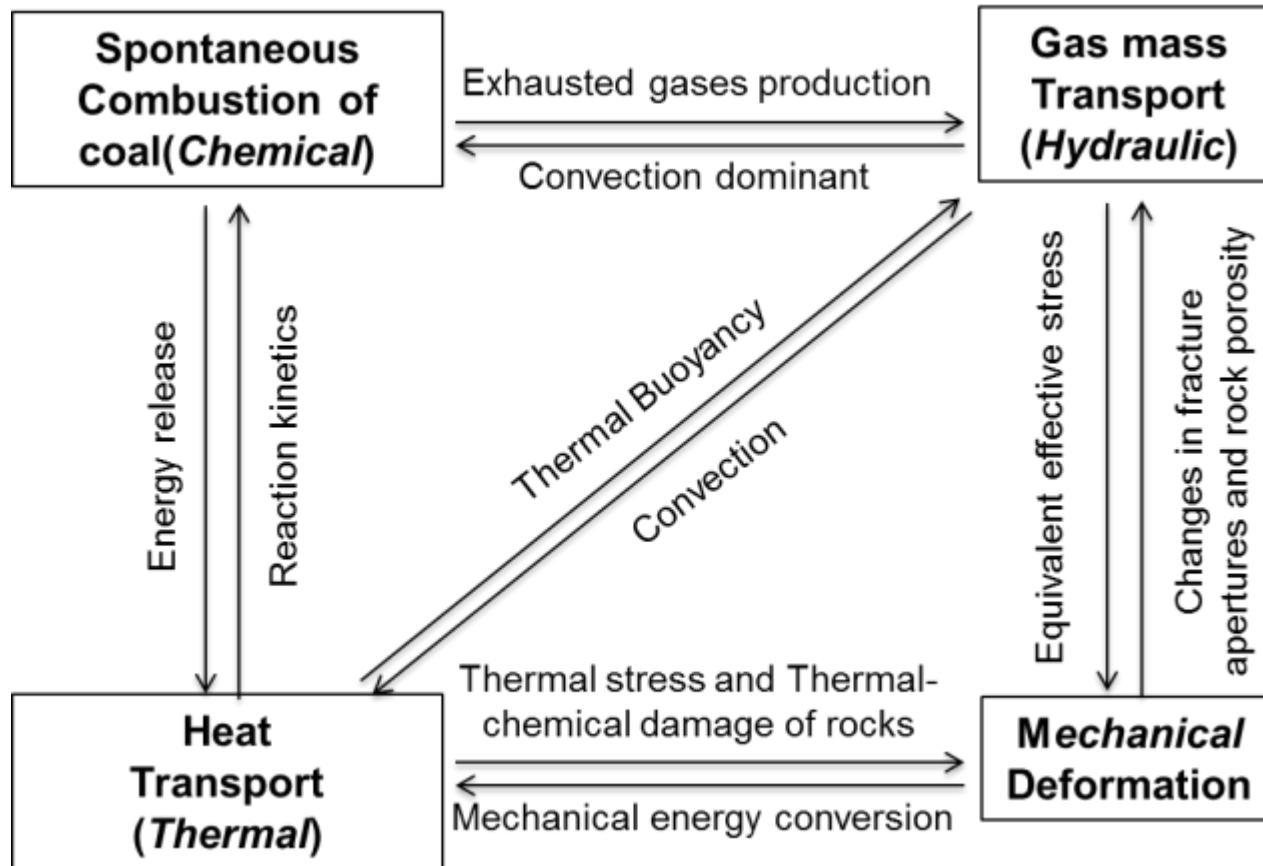 Spontaneous
Combustion of
coal(Chemical)
Exhausted gases production
Convection dominant
Gas mass
Transport
(Hydraulic)
Energy release
Reaction kinetics
Thermal Buoyancy
Convection
Equivalent effective stress
Changes in fracture
apertures and rock porosity
Heat
Transport
(Thermal)
Thermal stress and Thermal-
chemical damage of rocks
Mechanical energy conversion
Mechanical
Deformation